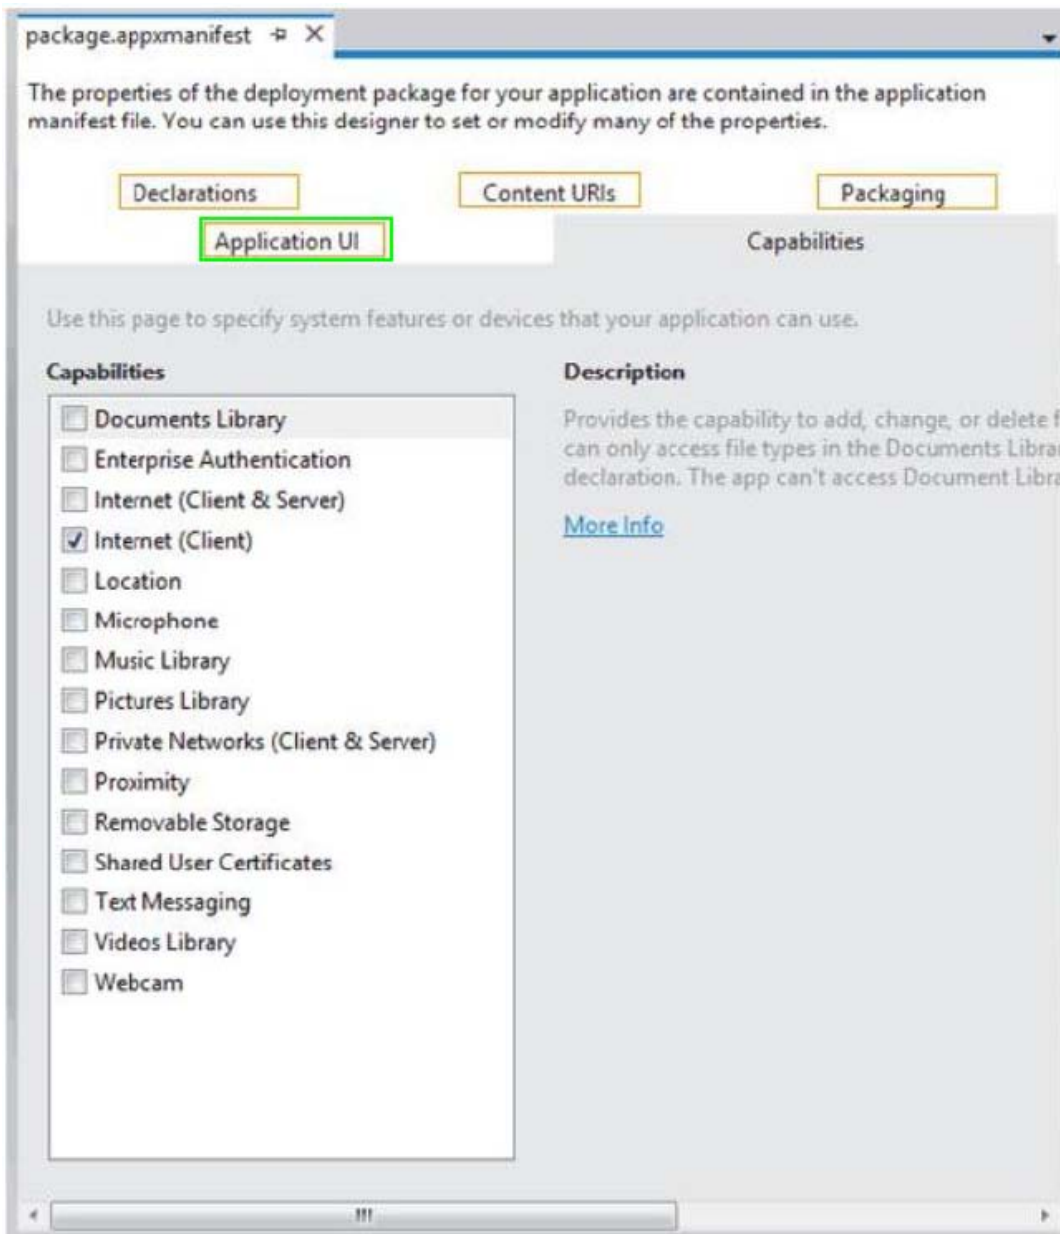 package.appxmanifest
The properties of the deployment package for your application are contained in the application
manifest file. You can use this designer to set or modify many of the properties.
Declarations Content URIs Packaging
Application UI Capabilities
Use this page to specify system features or devices that your application can use.
Capabilities
Documents Library
Enterprise Authentication
Internet (Client & Server)
Internet (Client)
Location
Microphone
Music Library
Pictures Library
Private Networks (Client & Server)
Proximity
Removable Storage
Shared User Certificates
Text Messaging
Videos Library
Webcam
Description
Provides the capability to add, change, or delete
can only access file types in the Documents
declaration. The app can't access Document
More Info